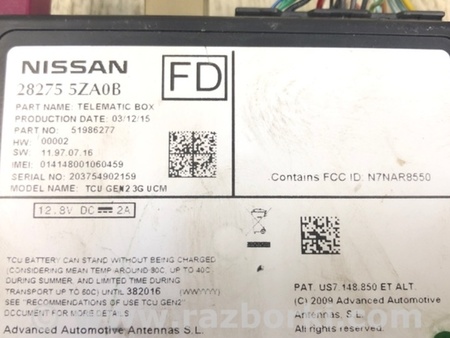 NISSAN
FD
28275 5ZA0B
PART NAME: TELEMATIC BOX
PRODUCTION DATE: 03/12/15
PART NO: 51986277
HW: 00002
SW: 11.97.07.16
IMEI: 014148001060459
SERIAL NO: 203754902159
MODEL NAME: TCU GEN2 3G UCM
Contains FCC ID: N7NAR8550
12.8V DC 2A
TCU BATTERY CAN STAND WITHOUT BEING CHARGED
(CONSIDERING MEAN TEMP AROUND 30C, UP TO 40C
DURING SUMMER, AND LIMITED TIME DURING
TRANSPORT UP TO 60C) UNTIL 382016 (WW/YYYY)
SEE "RECOMMENDATIONS OF USE TCU GEN2"
DOCUMENT FOR MORE DETAILS
Advanced Automotive Antennas S.L.
PAT. US7.148.850 ET ALT.
(C) 2009 Advanced Automotive
Antennas, S.L.
All rights reserved.
www.razborka